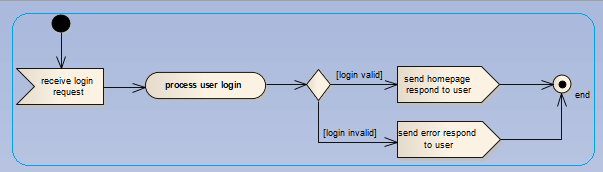 receive login
request
process user login
[login valid]
send homepage
respond to user
end
[login invalid]
send error respond
to user